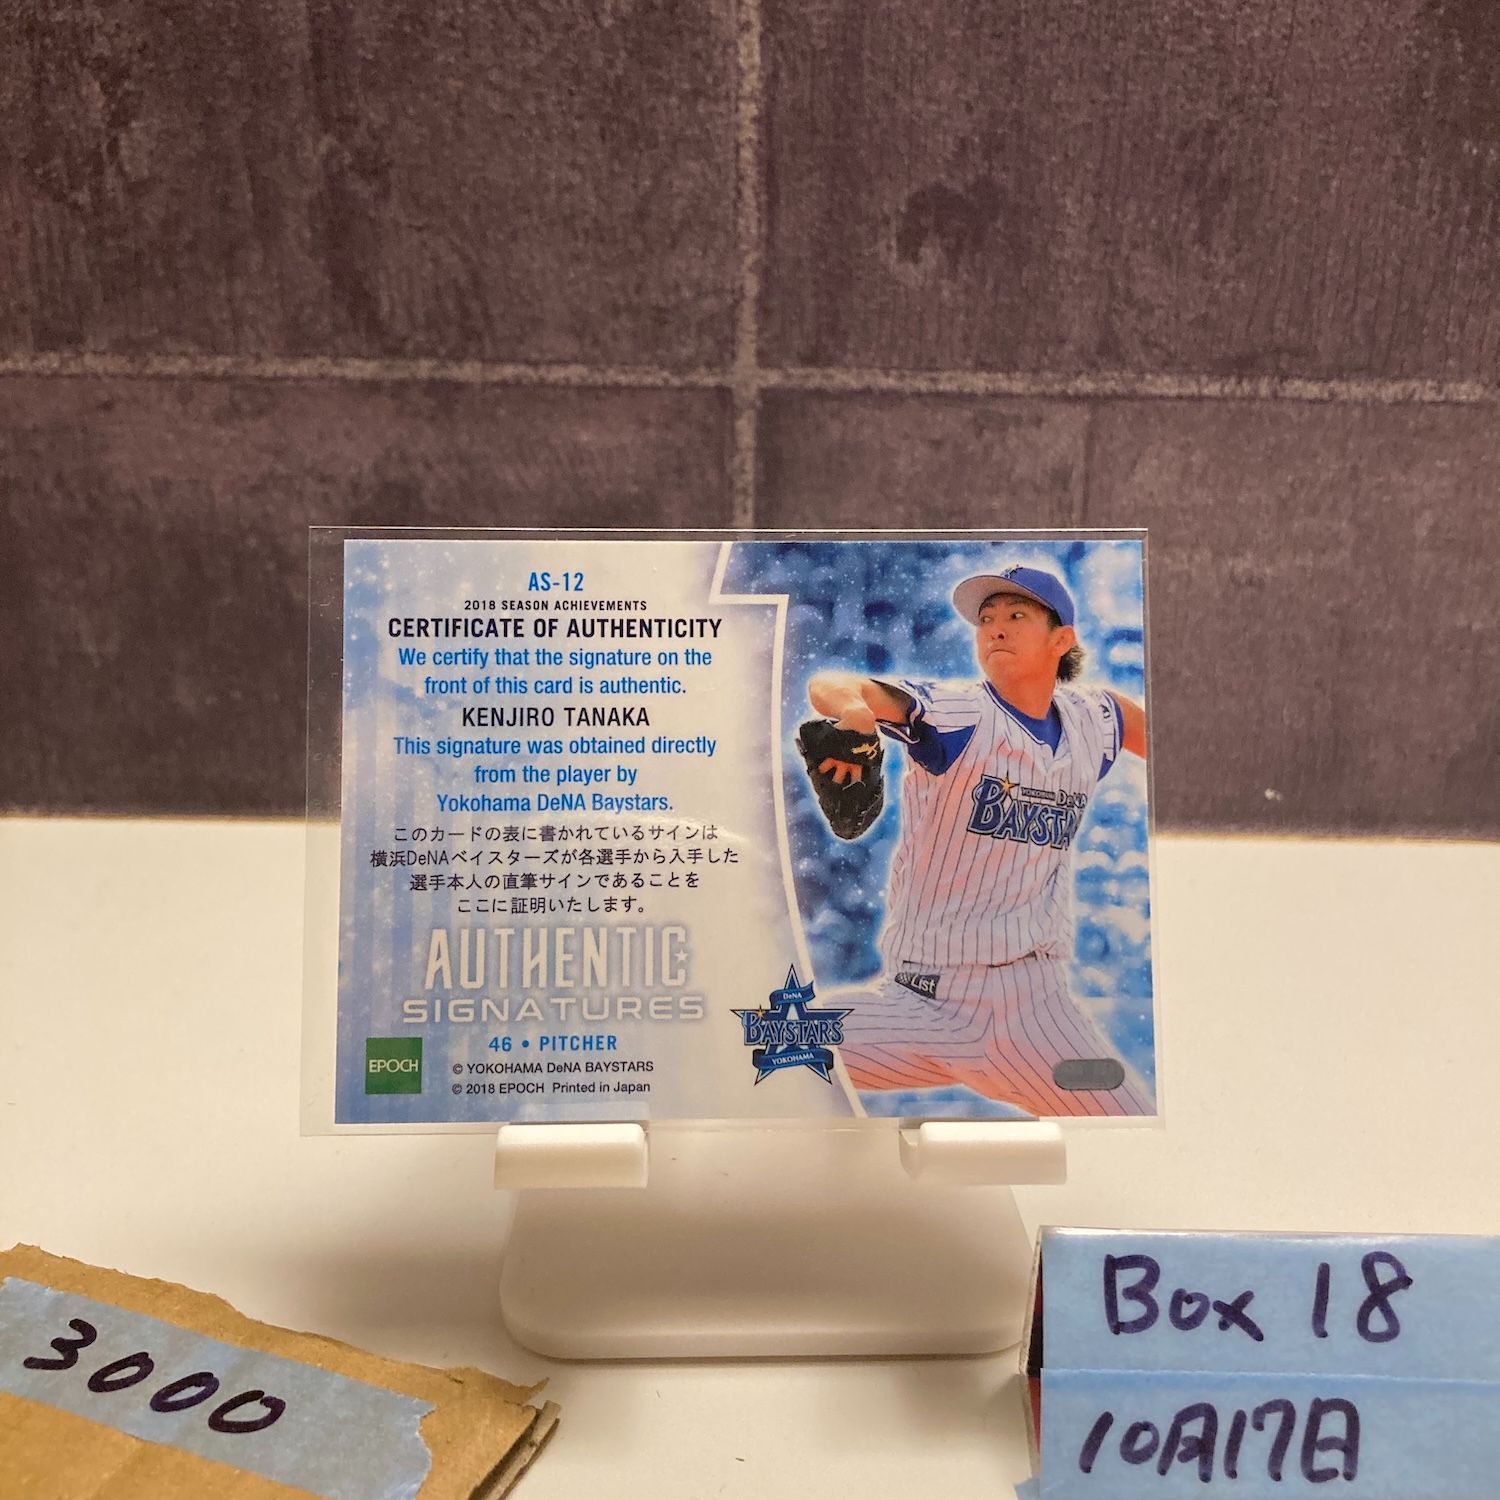 AS-12
2018 SEASON ACHIEVEMENTS
CERTIFICATE OF AUTHENTICITY
We certify that the signature on the
front of this card is authentic.
KENJIRO TANAKA
This signature was obtained directly
from the player by
Yokohama DeNA Baystars.
このカードの表に書かれているサインは
横浜DeNAベイスターズが各選手から入手した
選手本人の直筆サインであることを
ここに証明いたします。
AUTHENTIC
SIGNATURES
46 • PITCHER
EPOCH
© YOKOHAMA DeNA BAYSTARS
© 2018 EPOCH Printed in Japan
DeNA
BAYSTARS
YOKOHAMA
YOKOHAMA DeNA
BAYSTA
List
3000
Box 18
10月17日